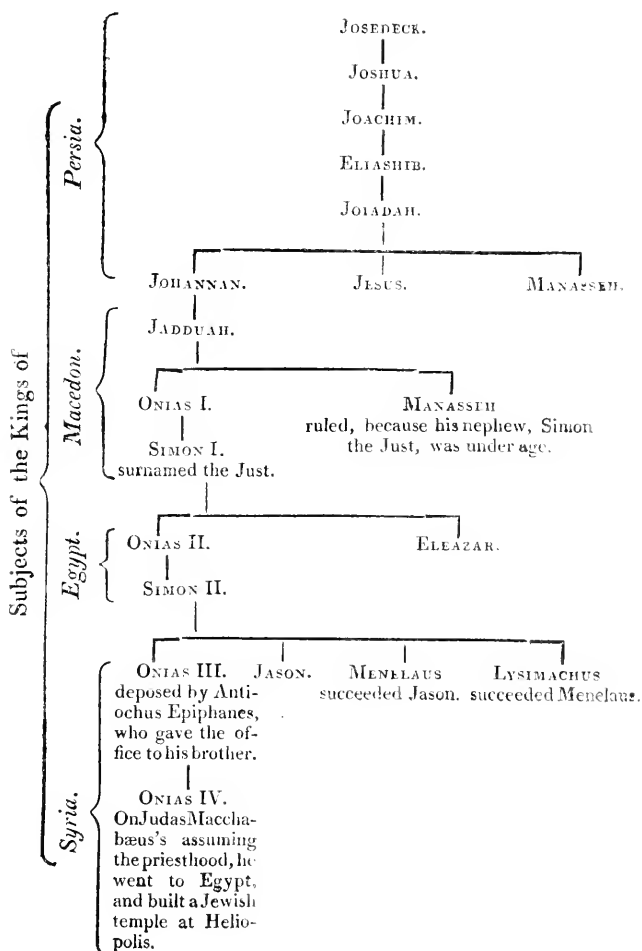 JOSEDECK.
JOSHUA.
JOACHIM.
ELIASHIB.
JOIADAH.
JOHANNAN. JESUS. MANASSEH.
JADDUAH.
ONIAS I. MANASSEH
ruled, because his nephew, Simon
the Just, was under age.
SIMON I.
surnamed the Just.
ONIAS II. ELEAZAR.
SIMON II.
ONIAS III. JASON. MENELAUS LYSIMACHUS
deposed by Anti- succeeded Jason. succeeded Menelaus.
ochus Epiphanes,
who gave the of-
fice to his brother.
ONIAS IV.
On Judas Maccha-
bæus's assuming
the priesthood, he
went to Egypt,
and built a Jewish
temple at Helio-
polis.
Subjects of the Kings of
Persia.
Macedon.
Egypt.
Syria.